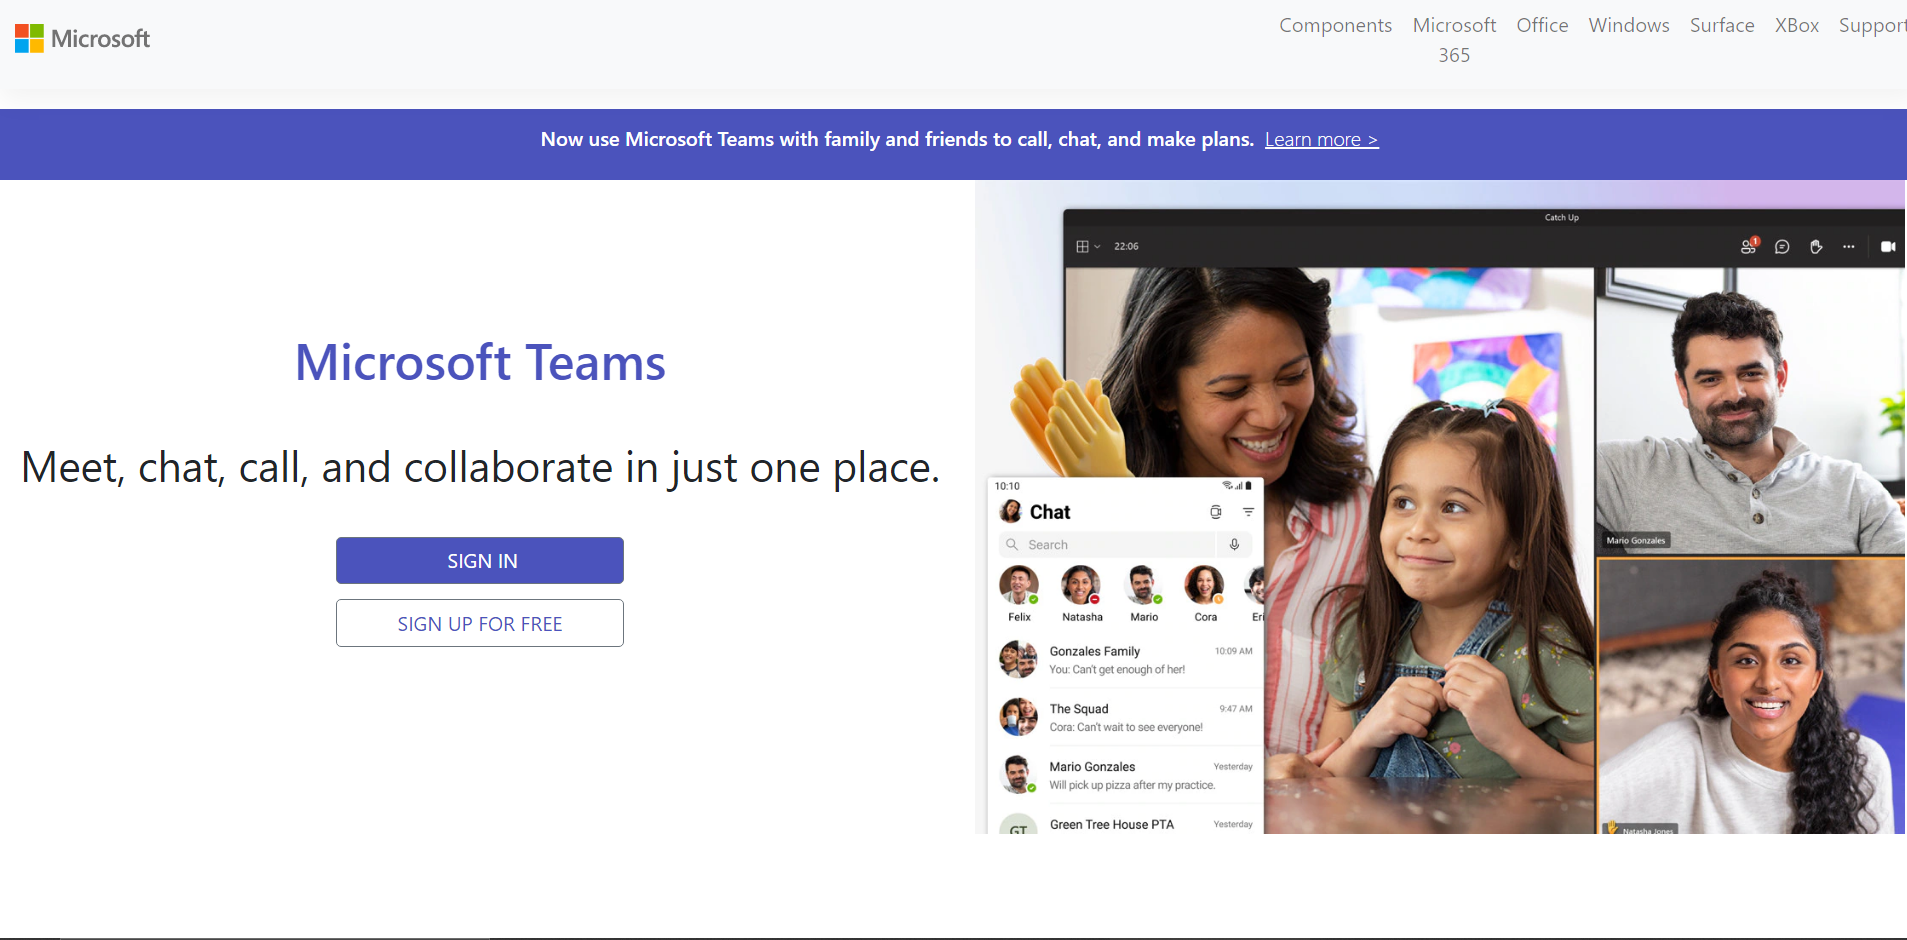 Microsoft
Components
Microsoft
365
Office
Windows
Surface
XBox
Support
Now use Microsoft Teams with family and friends to call, chat, and make plans. Learn more >
Microsoft Teams
Meet, chat, call, and collaborate in just one place.
SIGN IN
SIGN UP FOR FREE
Catch Up
22:06
1
Mario Gonzales
Natasha Jones
10:10
Chat
Search
Felix
Natasha
Mario
Cora
Eri
Gonzales Family 10:09 AM
You: Can't get enough of her!
The Squad 9:47 AM
Cora: Can't wait to see everyone!
Mario Gonzales Yesterday
Will pick up pizza after my practice.
GT
Green Tree House PTA Yesterday